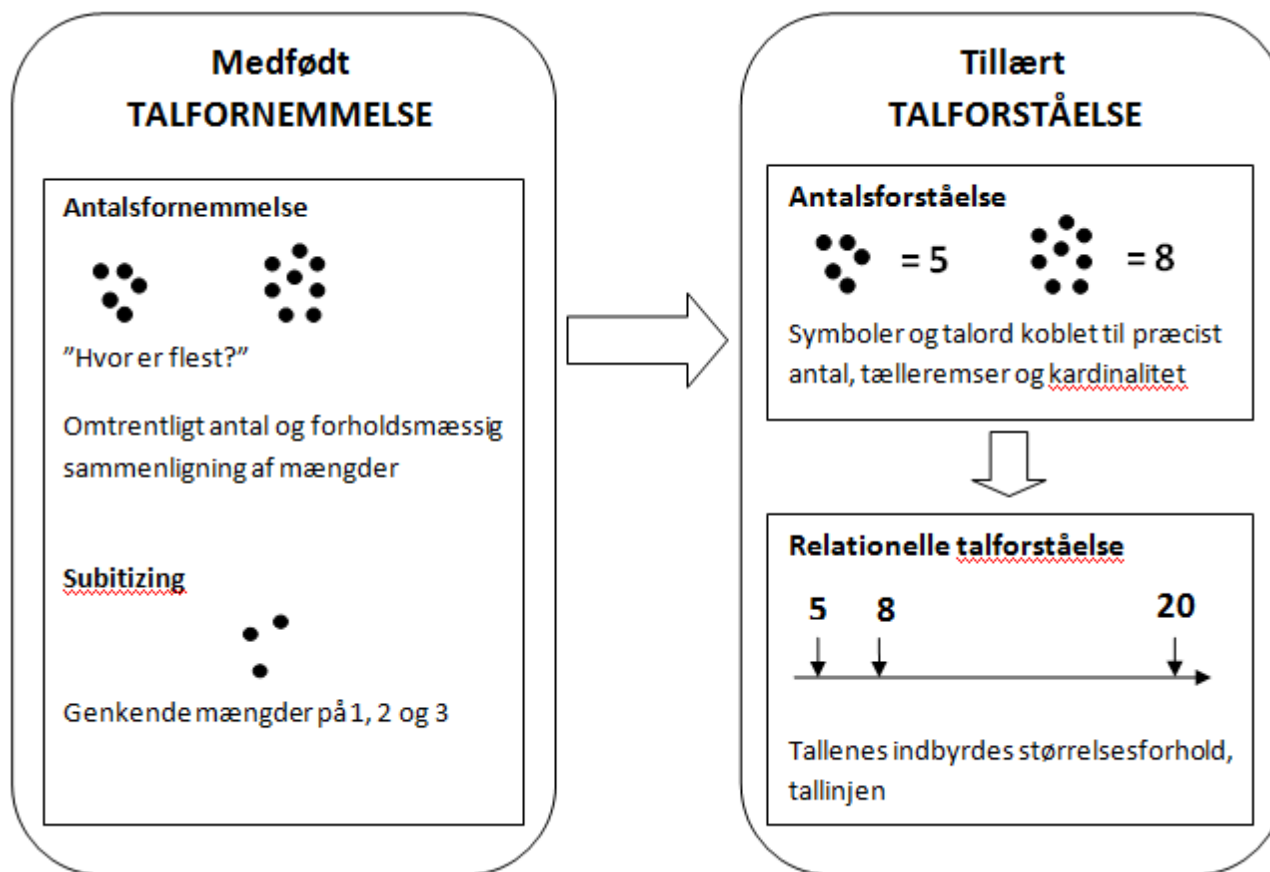 Medfødt
TALFORNEMMELSE
Antalsfornemmelse
”Hvor er flest?”
Omtrentligt antal og forholdsmæssig
sammenligning af mængder
Subitizing
Genkende mængder på 1, 2 og 3
Tillært
TALFORSTÅELSE
Antalsforståelse
= 5
= 8
Symboler og talord koblet til præcist
antal, tælleremser og kardinalitet
Relationelle talforståelse
5 8 20
Tallenes indbyrdes størrelsesforhold,
tallinjen